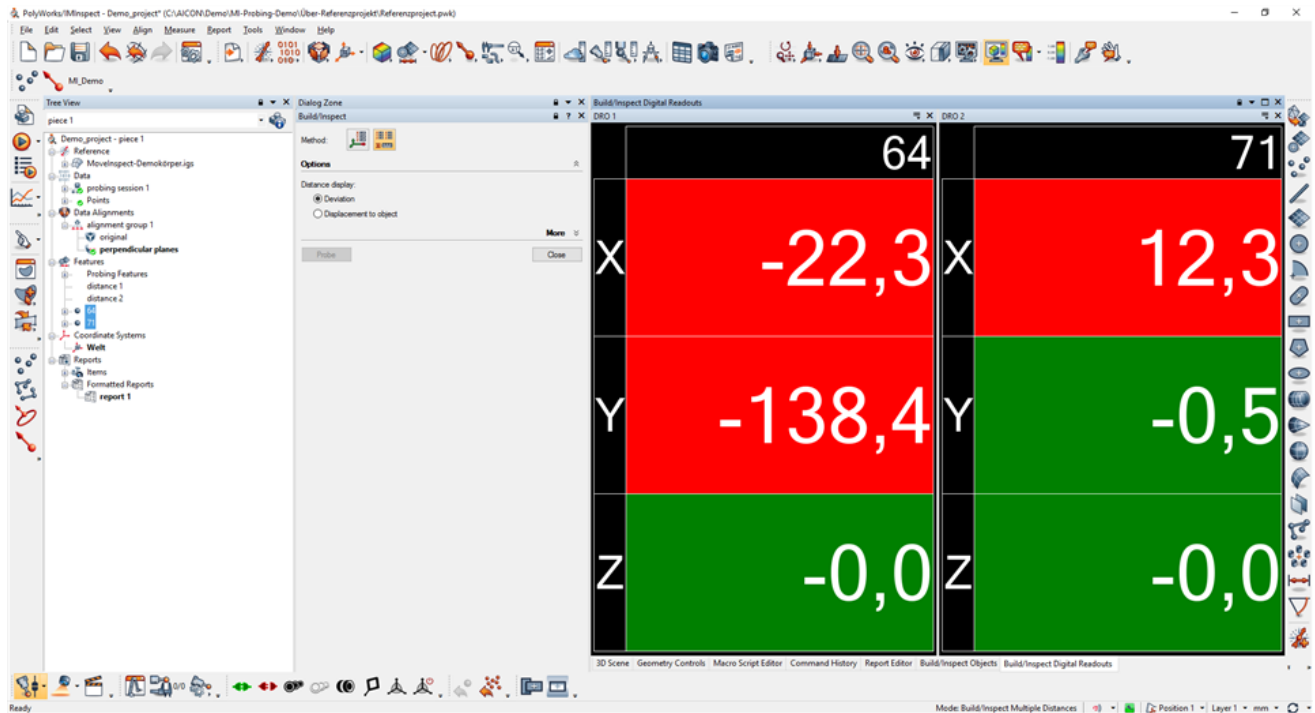 PolyWorks/IMInspect - Demo_project* (C:\AICON\Demo\MI-Probing-Demo\Über-Referenzprojekt\Referenzproject.pwk)
File Edit Select View Align Measure Report Tools Window Help
MI_Demo
Tree View
piece 1
Demo_project - piece 1
Reference
MoveInspect-Demokörper.igs
Data
probing session 1
Points
Data Alignments
alignment group 1
original
perpendicular planes
Features
Probing Features
distance 1
distance 2
64
71
Coordinate Systems
Welt
Reports
Items
Formatted Reports
report 1
Dialog Zone
Build/Inspect
Method:
Options
Distance display:
Deviation
Displacement to object
More
Probe Close
Build/Inspect Digital Readouts
DRO 1 DRO 2
64 71
X -22,3 X 12,3
Y -138,4 Y -0,5
Z -0,0 Z -0,0
3D Scene Geometry Controls Macro Script Editor Command History Report Editor Build/Inspect Objects Build/Inspect Digital Readouts
Ready Mode: Build/Inspect Multiple Distances Position 1 Layer 1 mm